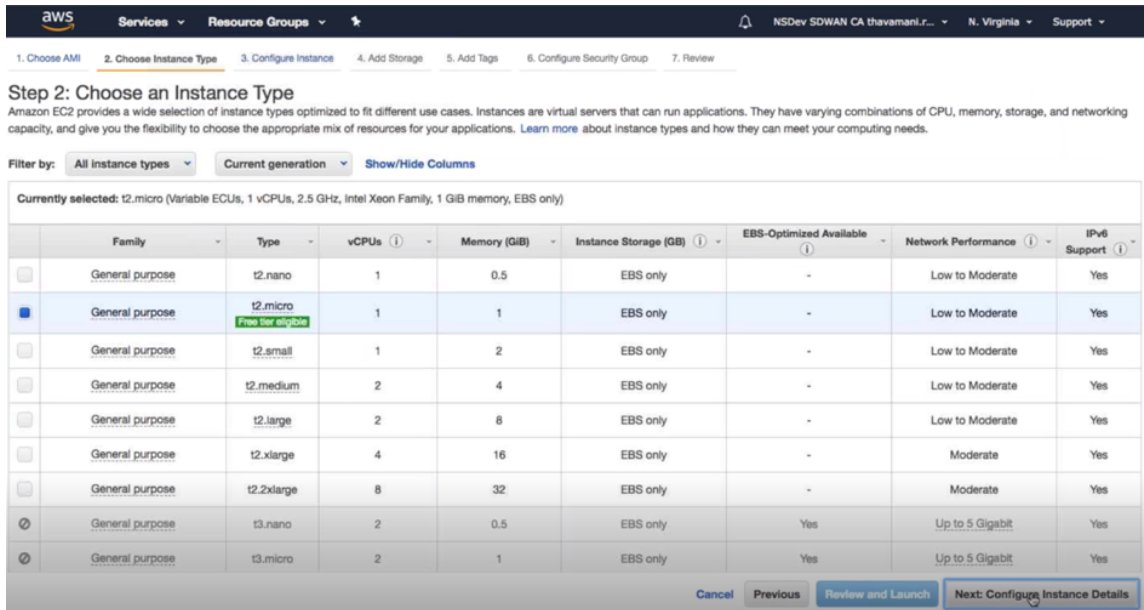 aws Services Resource Groups NSDev SDWAN CA thavamani.r... N. Virginia Support
1. Choose AMI 2. Choose Instance Type 3. Configure Instance 4. Add Storage 5. Add Tags 6. Configure Security Group 7. Review
Step 2: Choose an Instance Type
Amazon EC2 provides a wide selection of instance types optimized to fit different use cases. Instances are virtual servers that can run applications. They have varying combinations of CPU, memory, storage, and networking
capacity, and give you the flexibility to choose the appropriate mix of resources for your applications. Learn more about instance types and how they can meet your computing needs.
Filter by: All instance types Current generation Show/Hide Columns
Currently selected: t2.micro (Variable ECUs, 1 vCPUs, 2.5 GHz, Intel Xeon Family, 1 GiB memory, EBS only)
Family Type vCPUs Memory (GiB) Instance Storage (GB) EBS-Optimized Available Network Performance IPv6 Support
General purpose t2.nano 1 0.5 EBS only - Low to Moderate Yes
General purpose t2.micro Free tier eligible 1 1 EBS only - Low to Moderate Yes
General purpose t2.small 1 2 EBS only - Low to Moderate Yes
General purpose t2.medium 2 4 EBS only - Low to Moderate Yes
General purpose t2.large 2 8 EBS only - Low to Moderate Yes
General purpose t2.xlarge 4 16 EBS only - Moderate Yes
General purpose t2.2xlarge 8 32 EBS only - Moderate Yes
General purpose t3.nano 2 0.5 EBS only Yes Up to 5 Gigabit Yes
General purpose t3.micro 2 1 EBS only Yes Up to 5 Gigabit Yes
Cancel Previous Review and Launch Next: Configure Instance Details